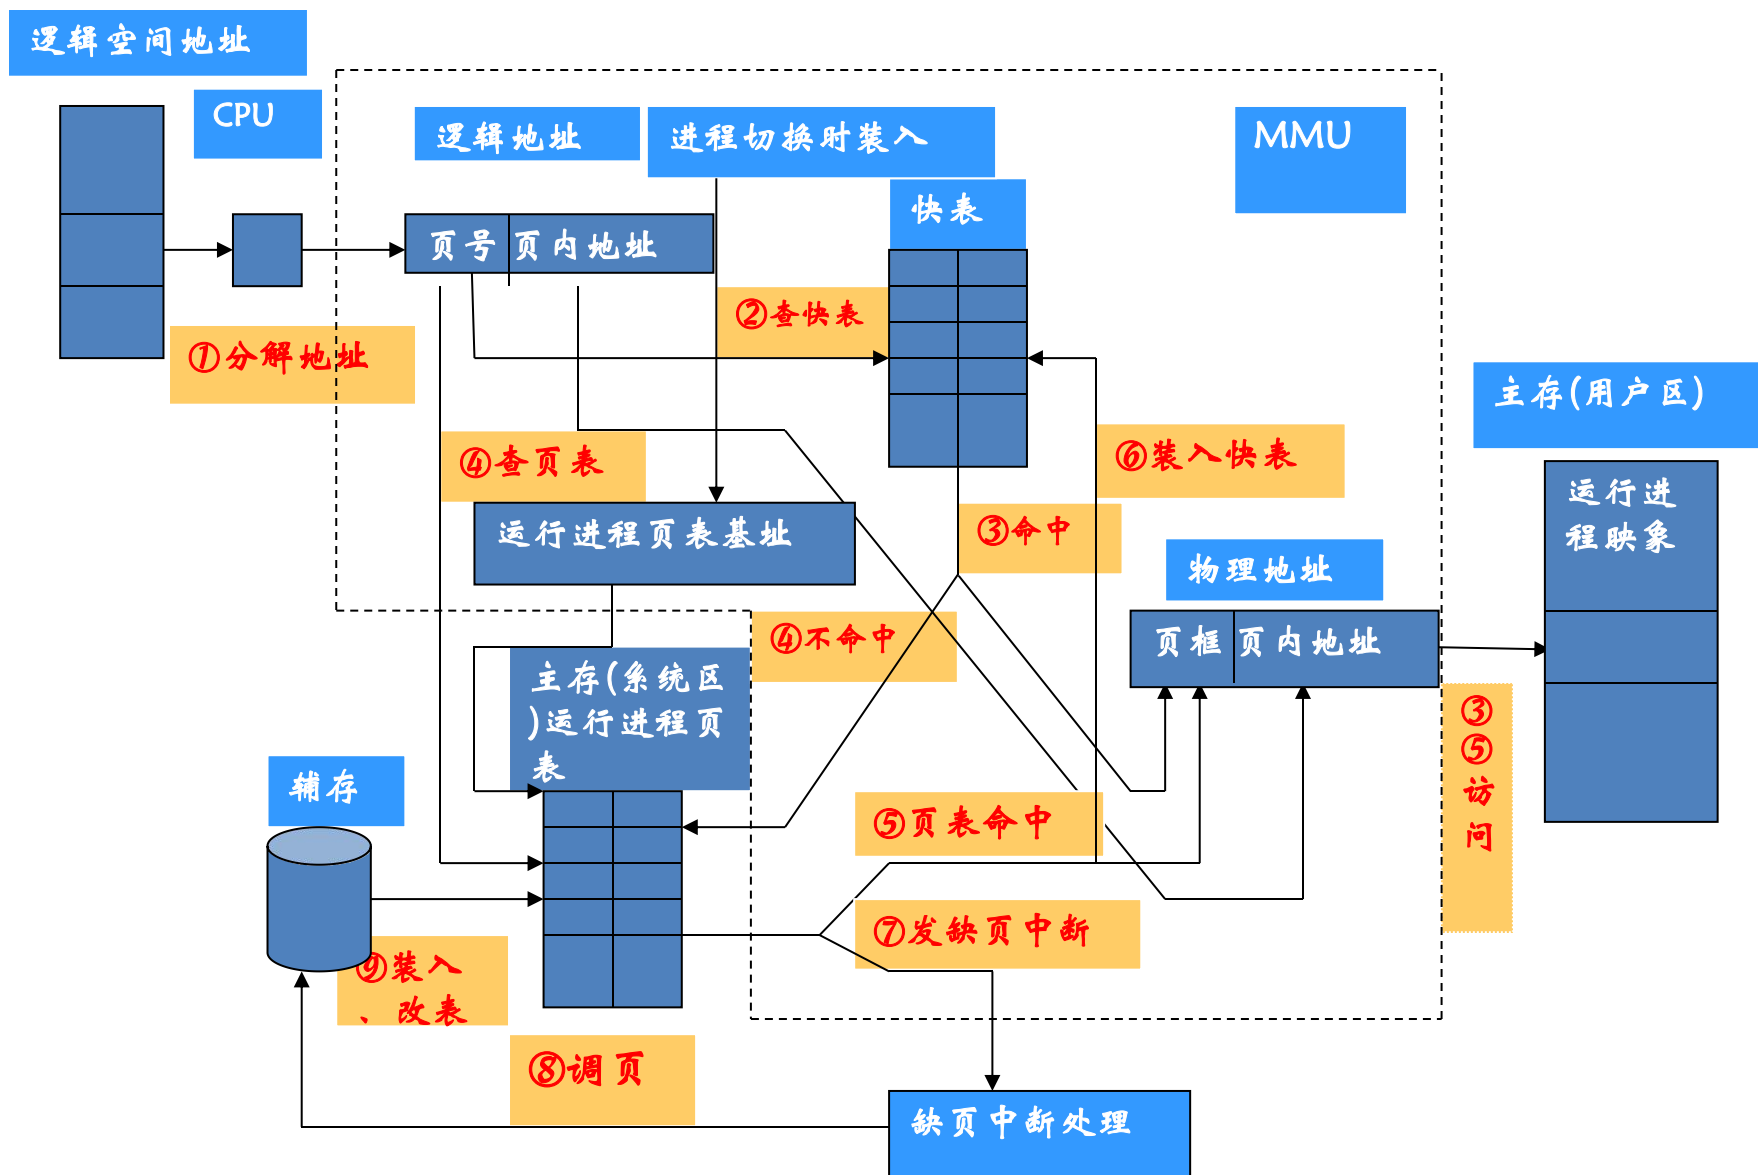 逻辑空间地址
CPU
逻辑地址
进程切换时装入
MMU
快表
页号
页内地址
②查快表
①分解地址
主存(用户区)
④查页表
⑥装入快表
运行进
程映象
运行进程页表基址
③命中
物理地址
④不命中
页框
页内地址
主存(系统区
)运行进程页
表
③
⑤
访
问
辅存
⑤页表命中
⑦发缺页中断
⑨装入
、改表
⑧调页
缺页中断处理